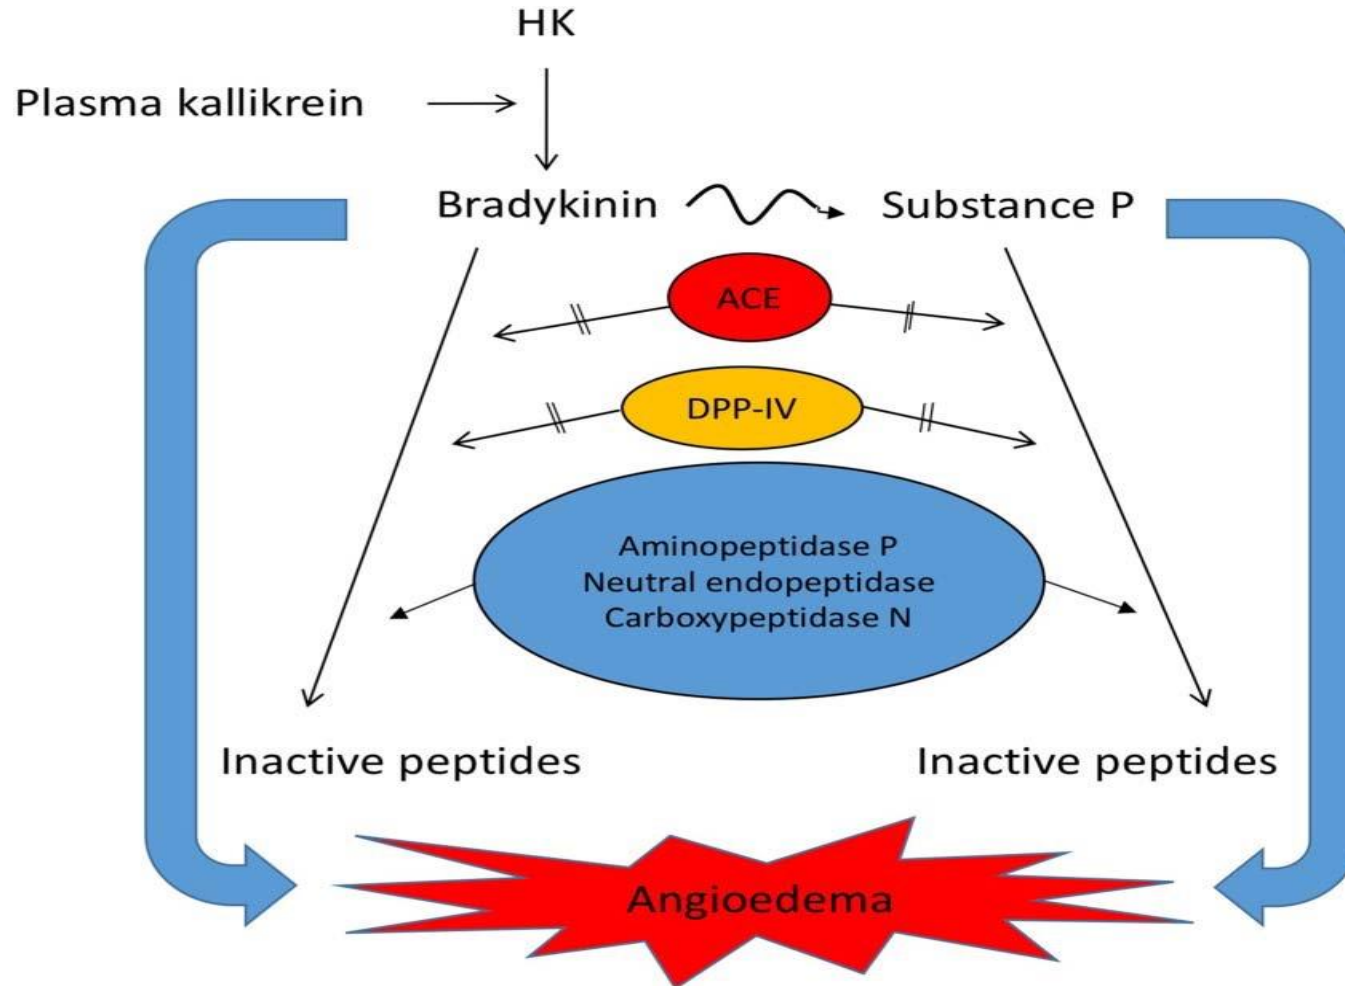 HK
Plasma kallikrein
Bradykinin
Substance P
ACE
DPP-IV
Aminopeptidase P
Neutral endopeptidase
Carboxypeptidase N
Inactive peptides
Inactive peptides
Angioedema